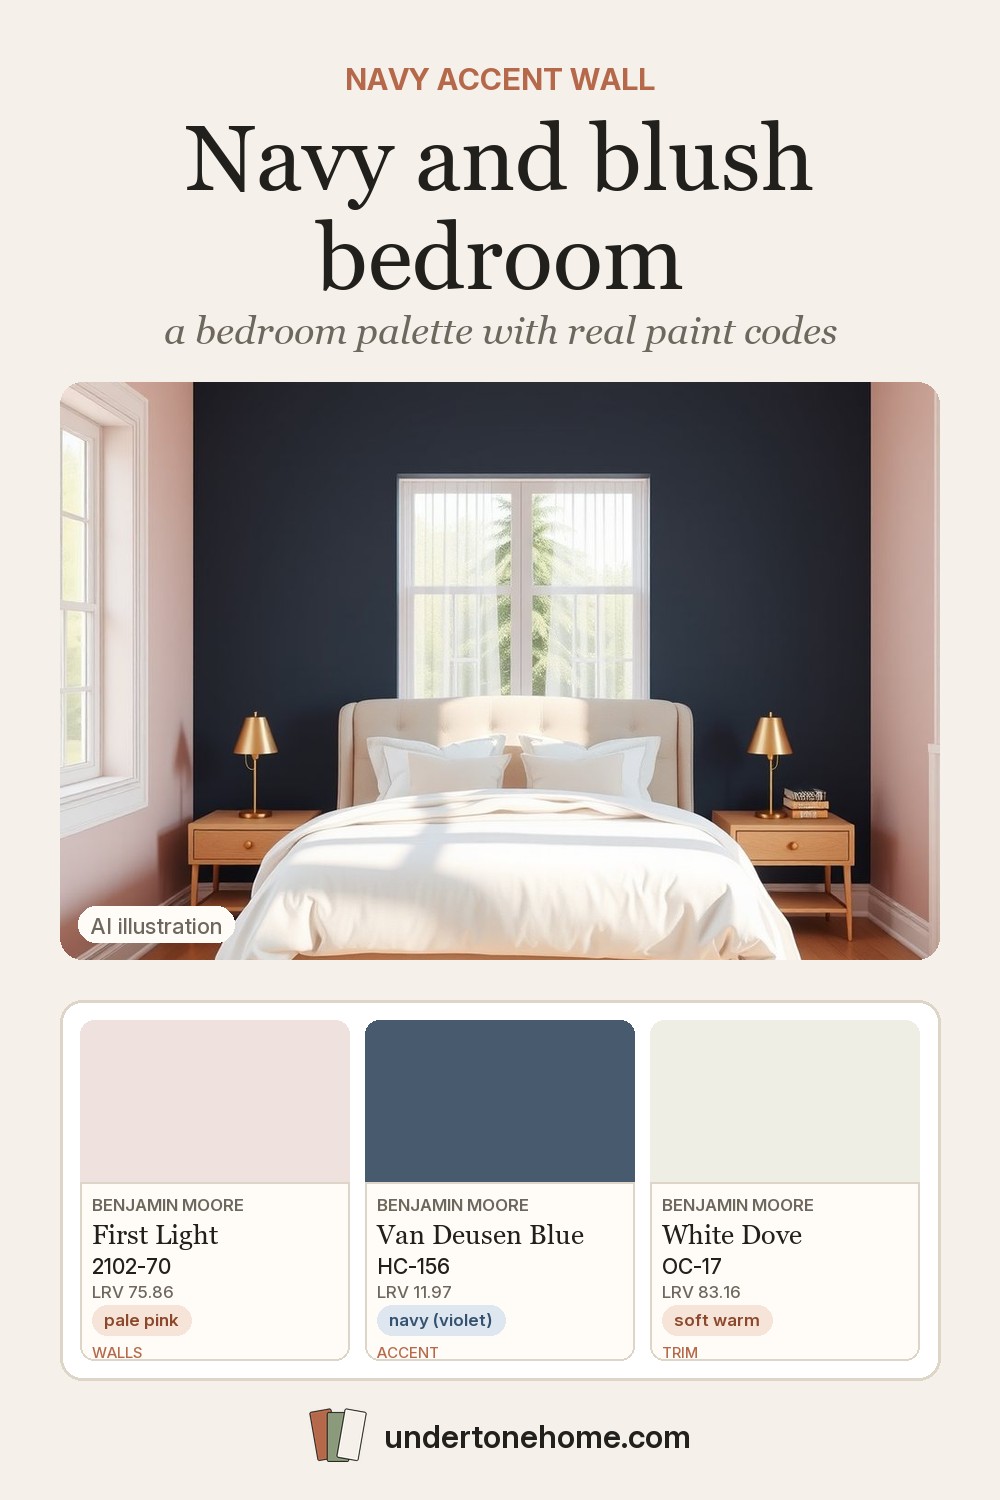 NAVY ACCENT WALL
Navy and blush
bedroom
a bedroom palette with real paint codes
AI illustration
BENJAMIN MOORE
First Light
2102-70
LRV 75.86
pale pink
WALLS
BENJAMIN MOORE
Van Deusen Blue
HC-156
LRV 11.97
navy (violet)
ACCENT
BENJAMIN MOORE
White Dove
OC-17
LRV 83.16
soft warm
TRIM
undertonehome.com